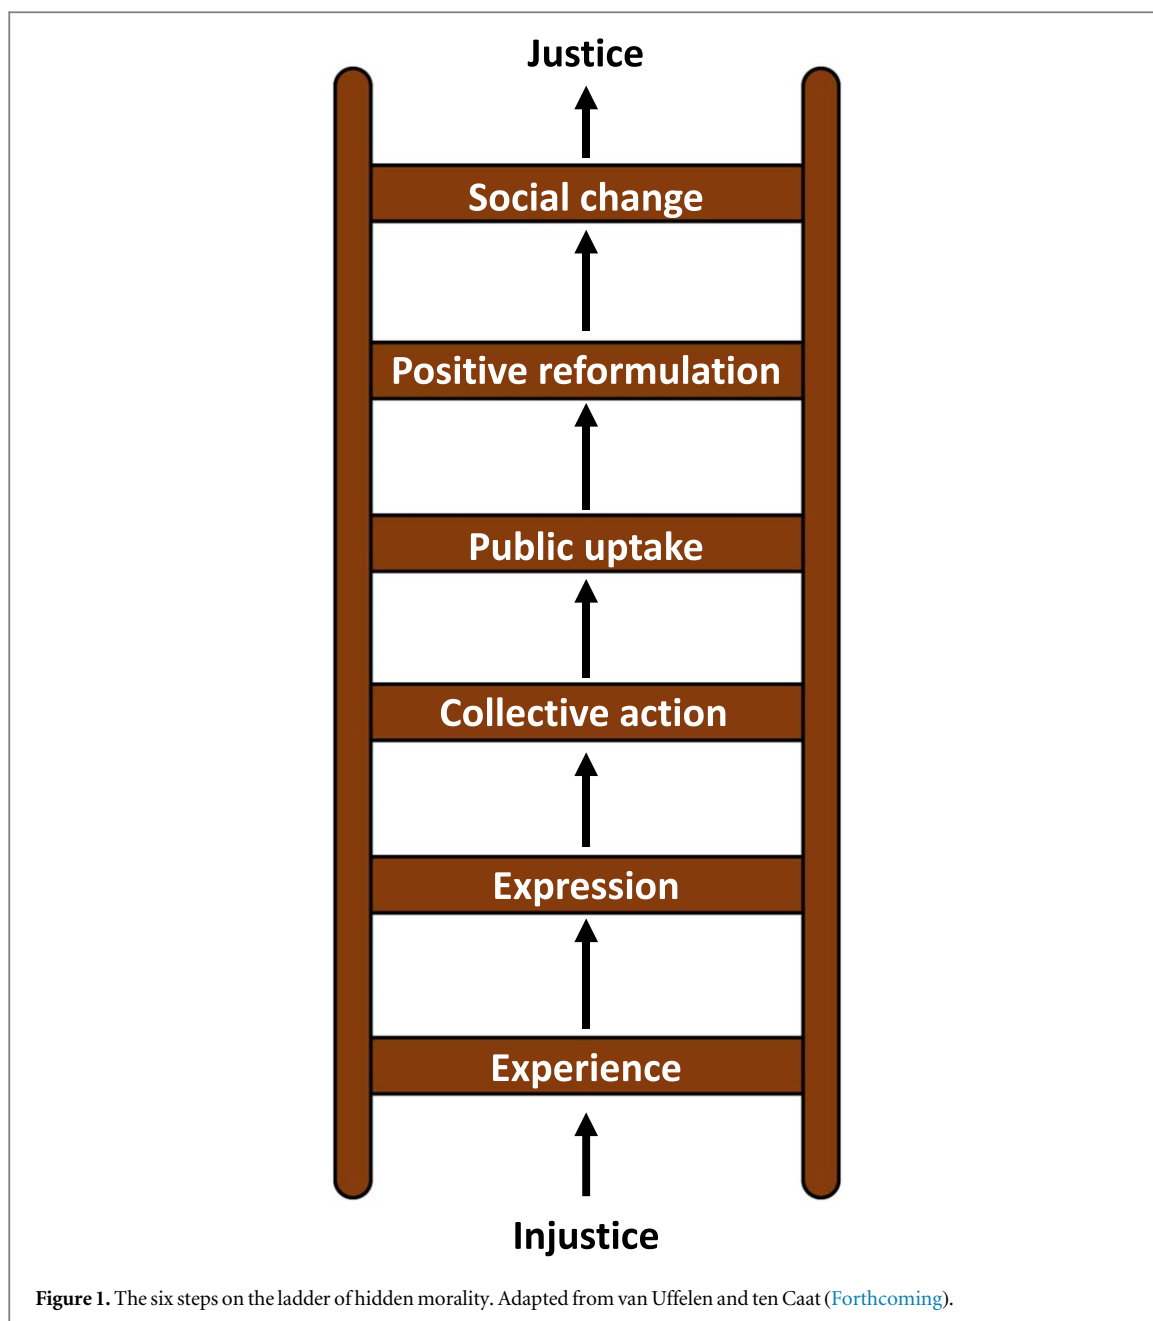 Justice
Social change
Positive reformulation
Public uptake
Collective action
Expression
Experience
Injustice
Figure 1. The six steps on the ladder of hidden morality. Adapted from van Uffelen and ten Caat (Forthcoming).